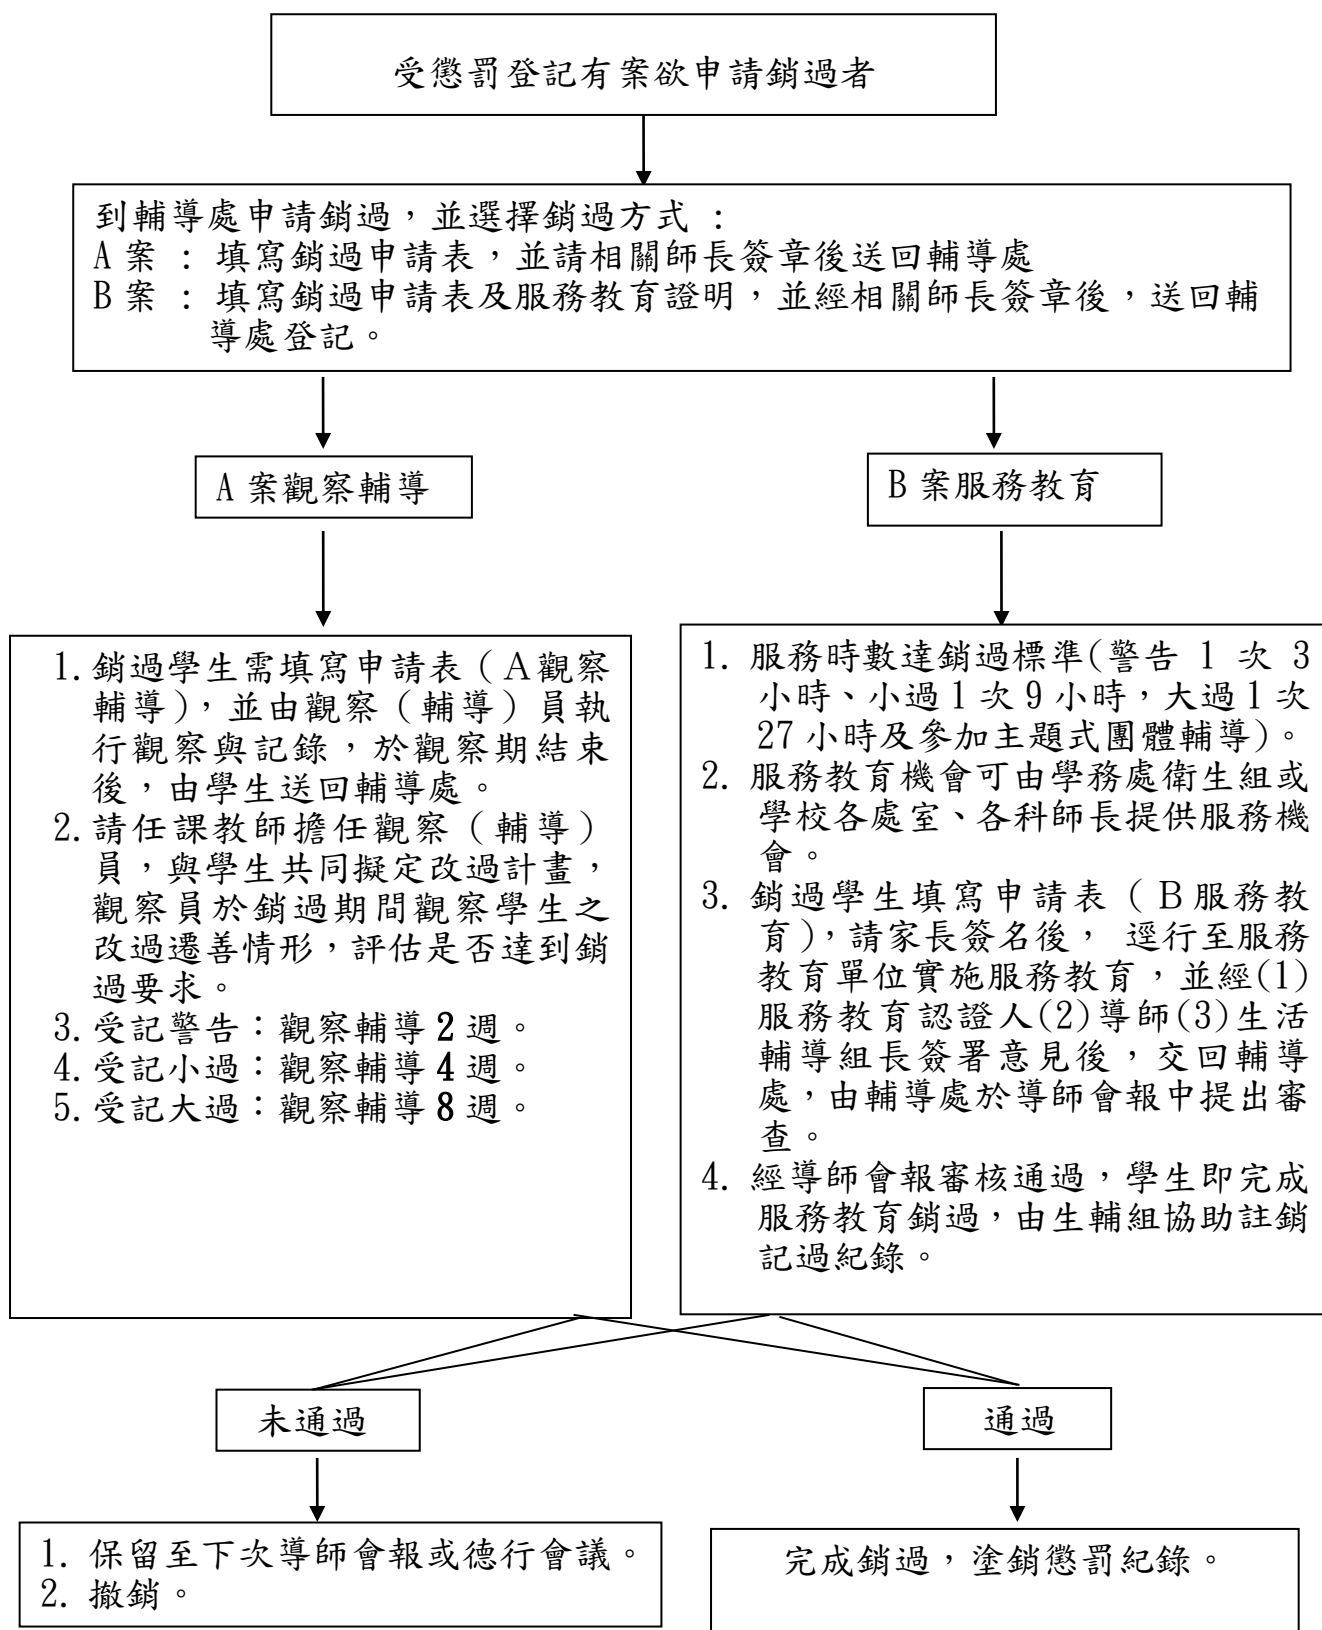 受懲罰登記有案欲申請銷過者
到輔導處申請銷過，並選擇銷過方式 :
A 案 : 填寫銷過申請表，並請相關師長簽章後送回輔導處
B 案 : 填寫銷過申請表及服務教育證明，並經相關師長簽章後，送回輔
導處登記。
A 案觀察輔導
B 案服務教育
1. 銷過學生需填寫申請表（A觀察
輔導），並由觀察（輔導）員執
行觀察與記錄，於觀察期結束
後，由學生送回輔導處。
2. 請任課教師擔任觀察（輔導）
員，與學生共同擬定改過計畫，
觀察員於銷過期間觀察學生之
改過遷善情形，評估是否達到銷
過要求。
3. 受記警告：觀察輔導 2 週。
4. 受記小過：觀察輔導 4 週。
5. 受記大過：觀察輔導 8 週。
1. 服務時數達銷過標準(警告 1 次 3
小時、小過 1 次 9 小時，大過 1 次
27 小時及參加主題式團體輔導)。
2. 服務教育機會可由學務處衛生組或
學校各處室、各科師長提供服務機
會。
3. 銷過學生填寫申請表（B服務教
育），請家長簽名後， 逕行至服務
教育單位實施服務教育，並經(1)
服務教育認證人(2)導師(3)生活
輔導組長簽署意見後，交回輔導
處，由輔導處於導師會報中提出審
查。
4. 經導師會報審核通過，學生即完成
服務教育銷過，由生輔組協助註銷
記過紀錄。
未通過
通過
1. 保留至下次導師會報或德行會議。
2. 撤銷。
完成銷過，塗銷懲罰紀錄。